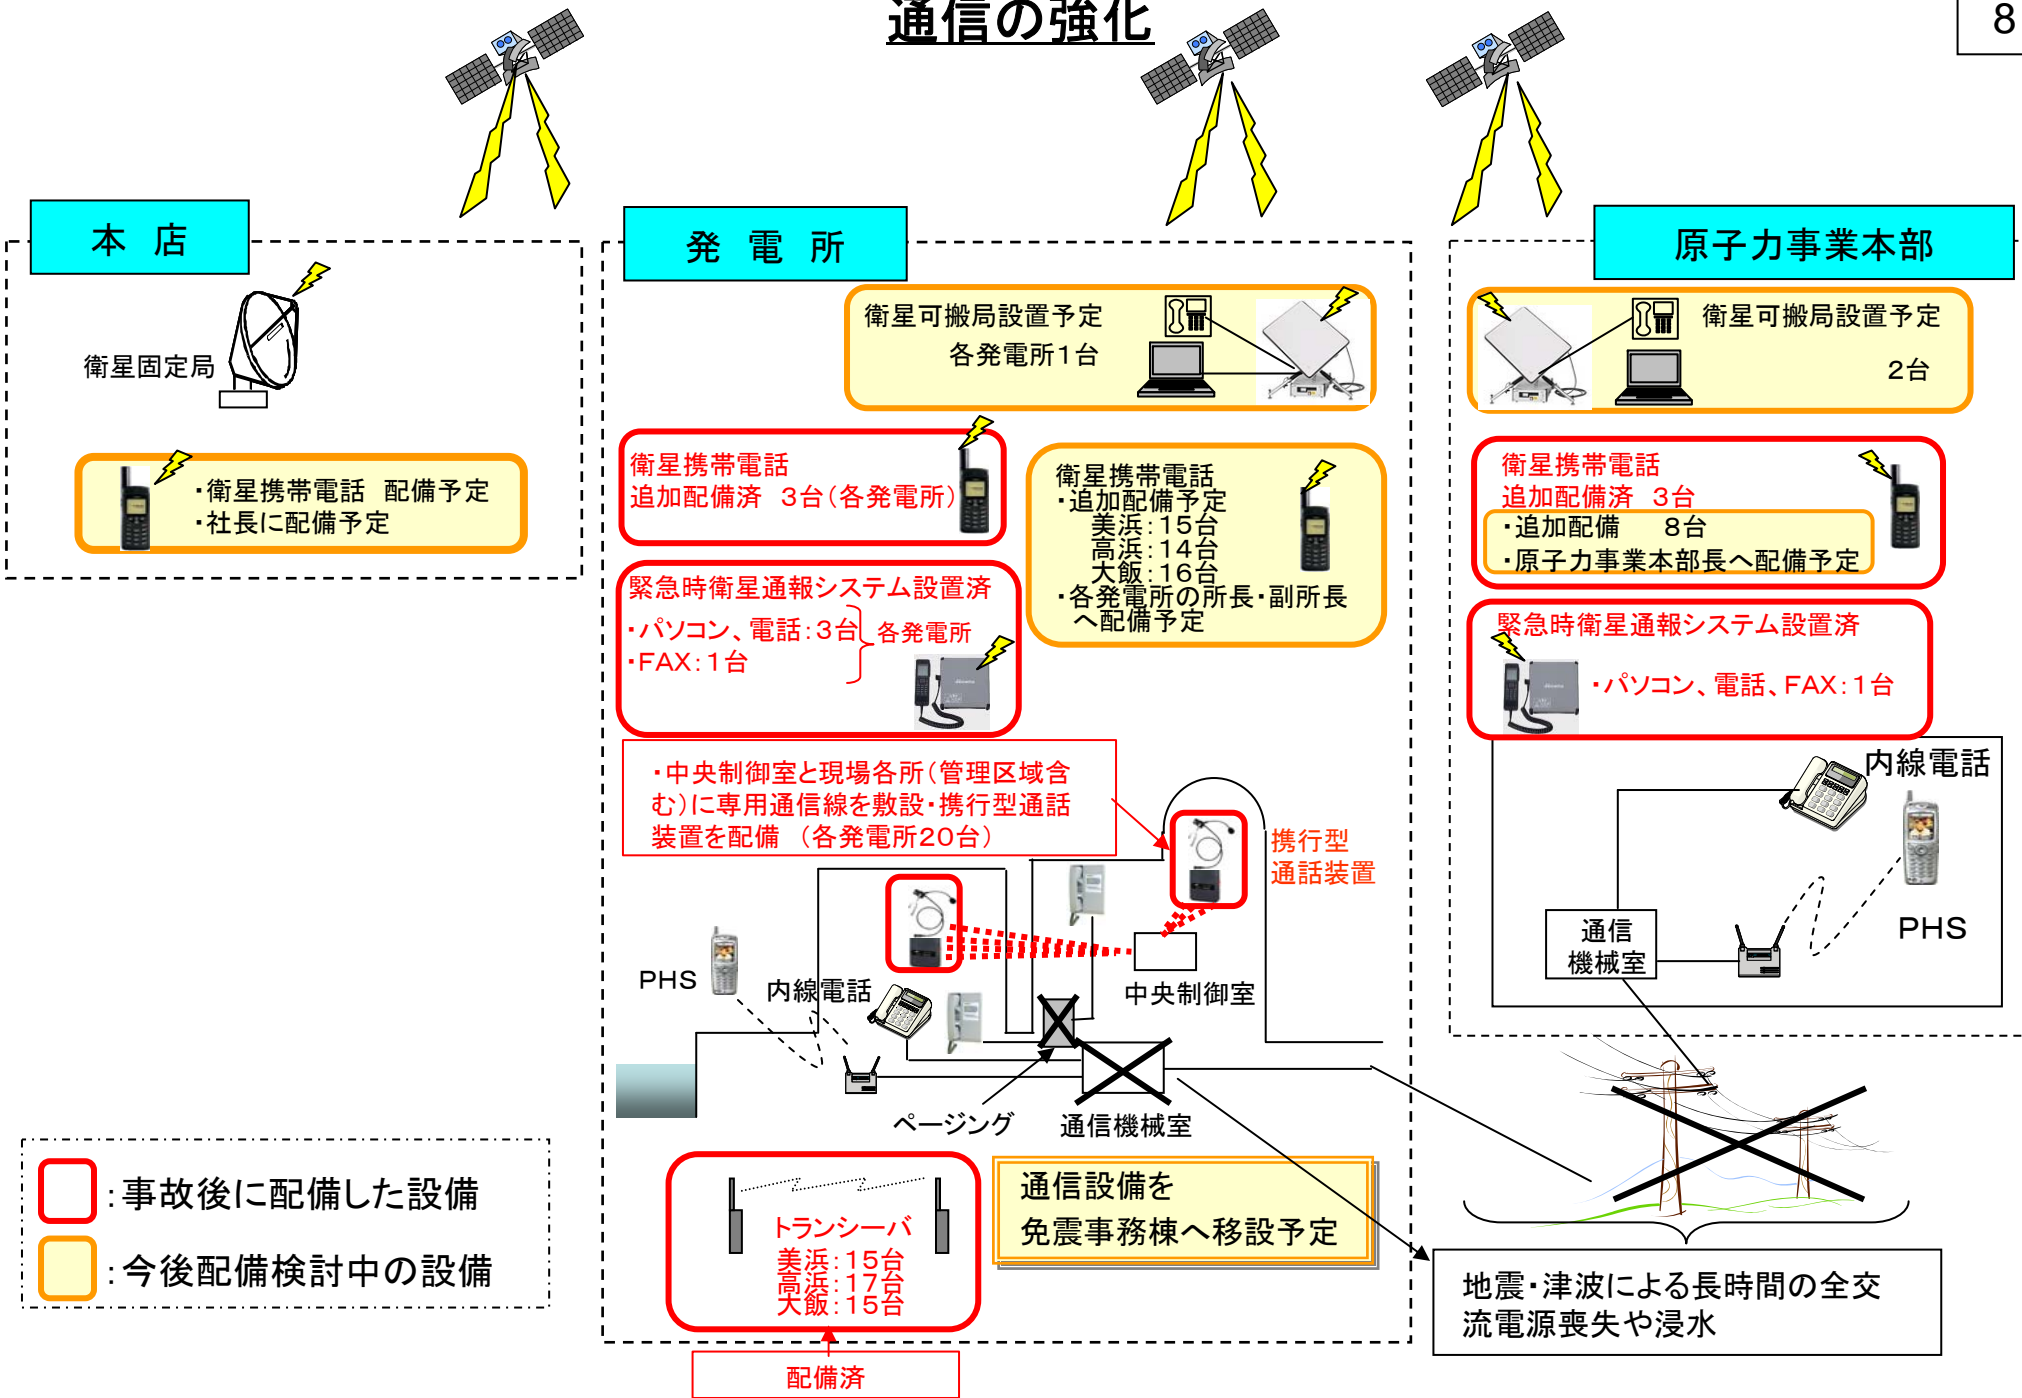 通信の強化
8
本 店
衛星固定局
・衛星携帯電話 配備予定
・社長に配備予定
発 電 所
衛星可搬局設置予定
各発電所1台
衛星携帯電話
追加配備済 3台(各発電所)
衛星携帯電話
・追加配備予定
美浜:15台
高浜:14台
大飯:16台
・各発電所の所長・副所長
へ配備予定
緊急時衛星通報システム設置済
・パソコン、電話:3台
・FAX:1台
各発電所
・中央制御室と現場各所(管理区域含
む)に専用通信線を敷設・携行型通話
装置を配備 (各発電所20台)
携行型
通話装置
PHS
内線電話
中央制御室
ページング
通信機械室
トランシーバ
美浜:15台
高浜:17台
大飯:15台
配備済
通信設備を
免震事務棟へ移設予定
原子力事業本部
衛星可搬局設置予定
2台
衛星携帯電話
追加配備済 3台
・追加配備 8台
・原子力事業本部長へ配備予定
緊急時衛星通報システム設置済
・パソコン、電話、FAX:1台
内線電話
PHS
通信
機械室
地震・津波による長時間の全交
流電源喪失や浸水
:事故後に配備した設備
:今後配備検討中の設備